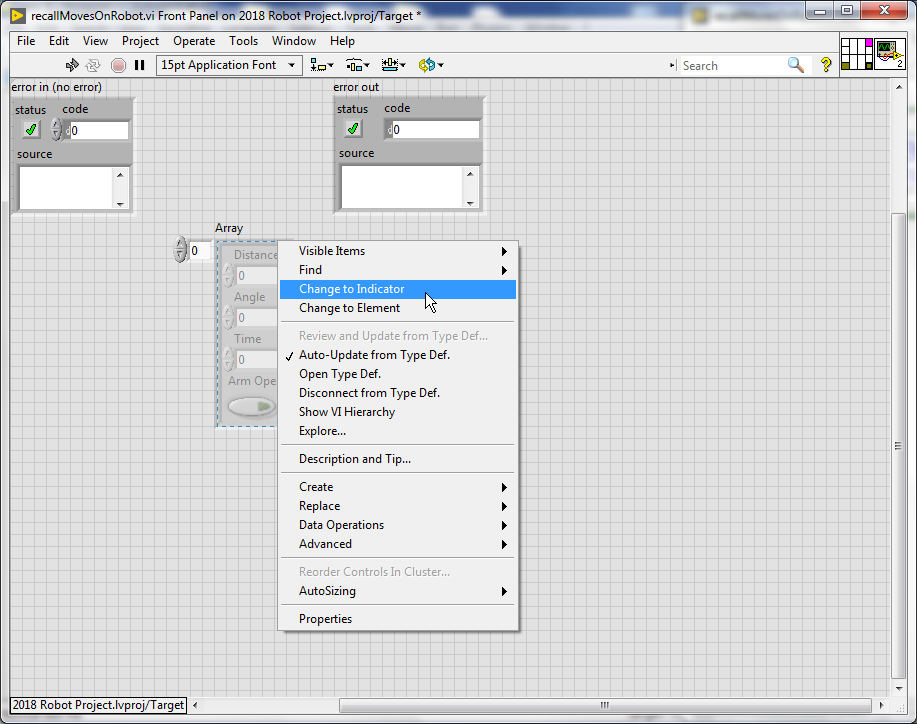 recallMovesOnRobot.vi Front Panel on 2018 Robot Project.lvproj/Target *
File Edit View Project Operate Tools Window Help
15pt Application Font
Search
?
2
error in (no error)
status code
d 0
source
error out
status code
d 0
source
Array
0
Distance
0
Angle
0
Time
0
Arm Ope
Visible Items
Find
Change to Indicator
Change to Element
Review and Update from Type Def...
Auto-Update from Type Def.
Open Type Def.
Disconnect from Type Def.
Show VI Hierarchy
Explore...
Description and Tip...
Create
Replace
Data Operations
Advanced
Reorder Controls In Cluster...
AutoSizing
Properties
2018 Robot Project.lvproj/Target